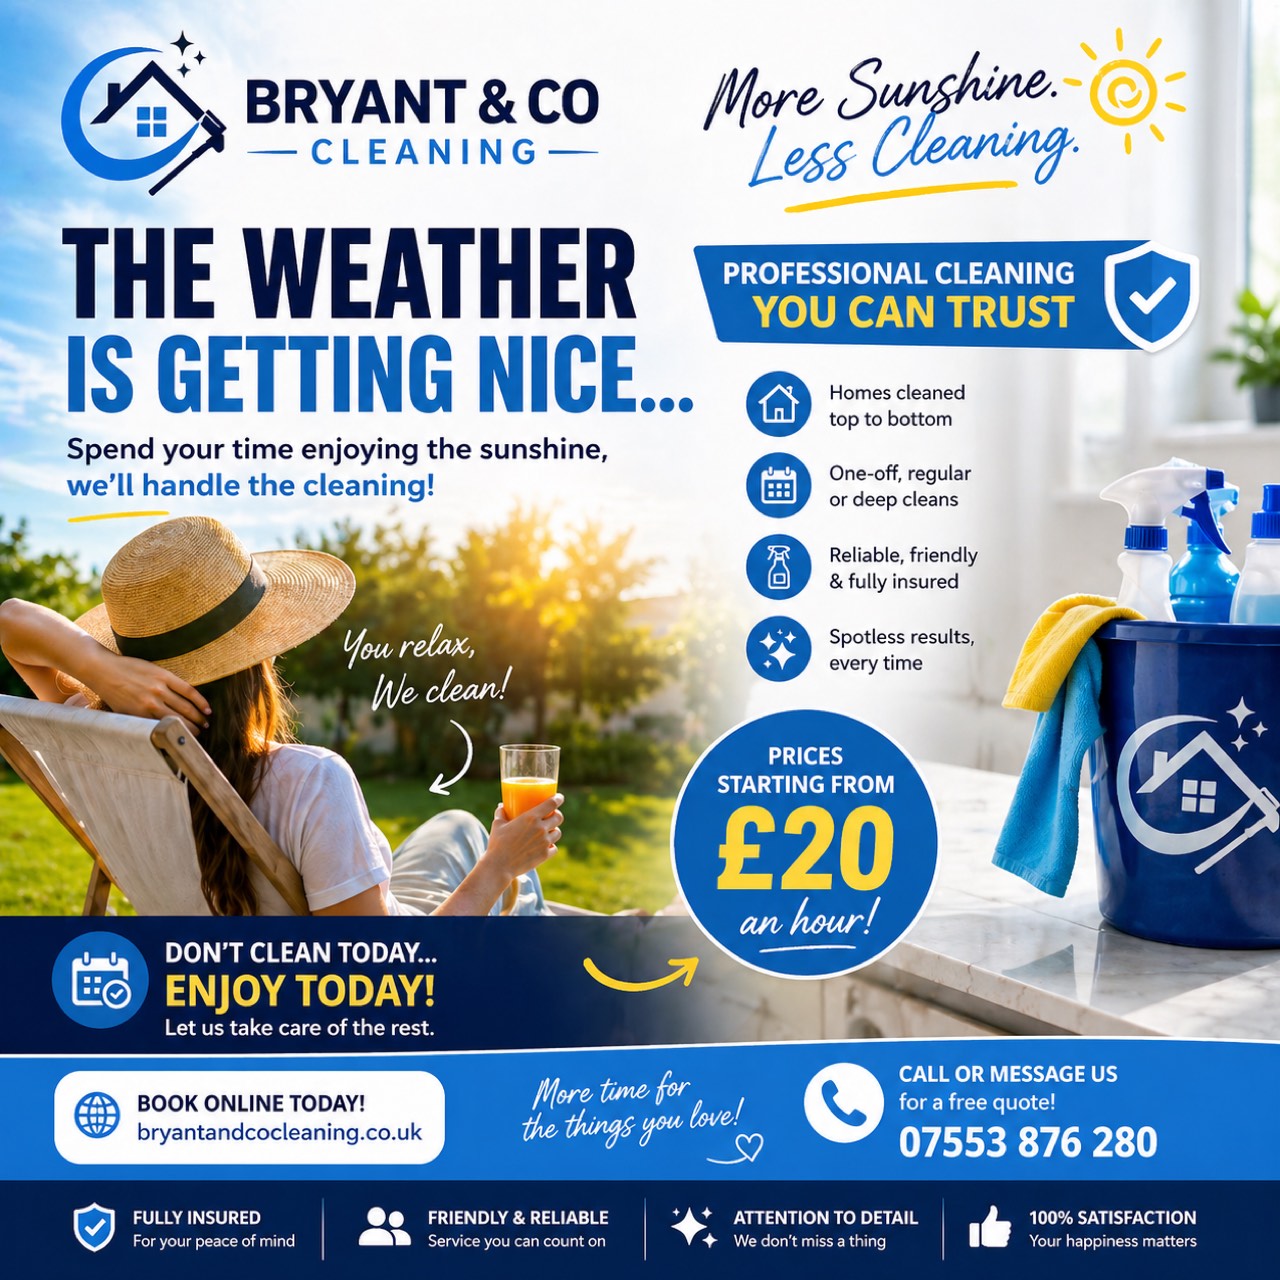 BRYANT & CO
CLEANING
More Sunshine.
Less Cleaning.
THE WEATHER
IS GETTING NICE...
Spend your time enjoying the sunshine,
we'll handle the cleaning!
PROFESSIONAL CLEANING
YOU CAN TRUST
Homes cleaned
top to bottom
One-off, regular
or deep cleans
Reliable, friendly
& fully insured
Spotless results,
every time
You relax,
We clean!
PRICES
STARTING FROM
£20
an hour!
DON'T CLEAN TODAY...
ENJOY TODAY!
Let us take care of the rest.
BOOK ONLINE TODAY!
bryantandcocleaning.co.uk
More time for
the things you love!
CALL OR MESSAGE US
for a free quote!
07553 876 280
FULLY INSURED
For your peace of mind
FRIENDLY & RELIABLE
Service you can count on
ATTENTION TO DETAIL
We don't miss a thing
100% SATISFACTION
Your happiness matters